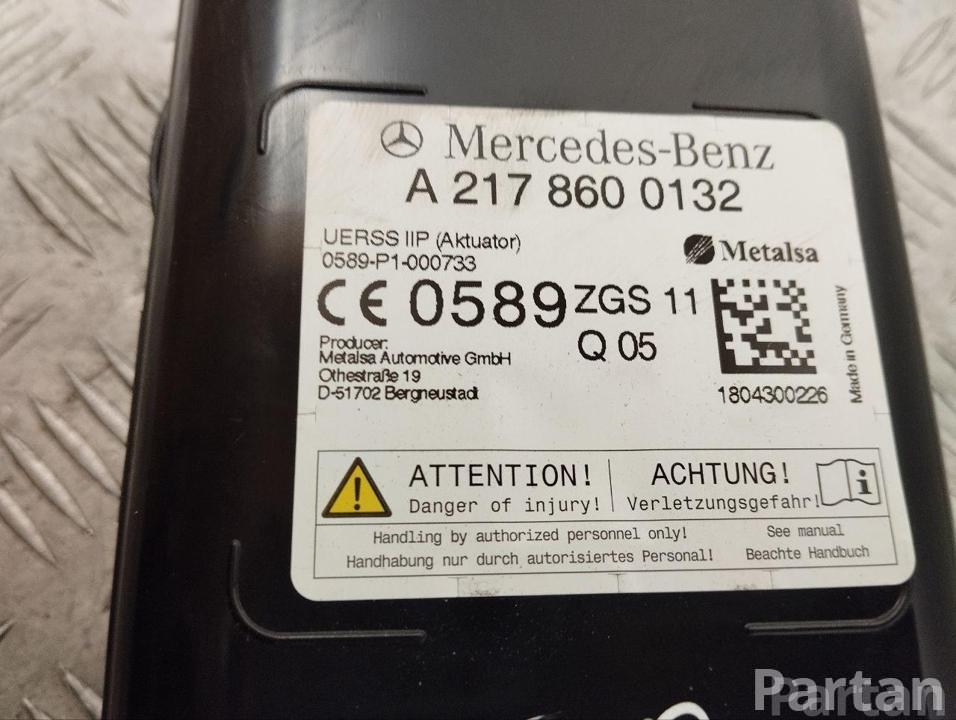 Mercedes-Benz
A 217 860 0132
UERSS IIP (Aktuator)
0589-P1-000733
Metalsa
CE 0589 ZGS 11
Q 05
Producer:
Metalsa Automotive GmbH
Othestraße 19
D-51702 Bergneustadt
1804300226
Made in Germany
ATTENTION!
Danger of injury!
ACHTUNG!
Verletzungsgefahr!
Handling by authorized personnel only!
Handhabung nur durch autorisiertes Personal!
See manual
Beachte Handbuch
Partan